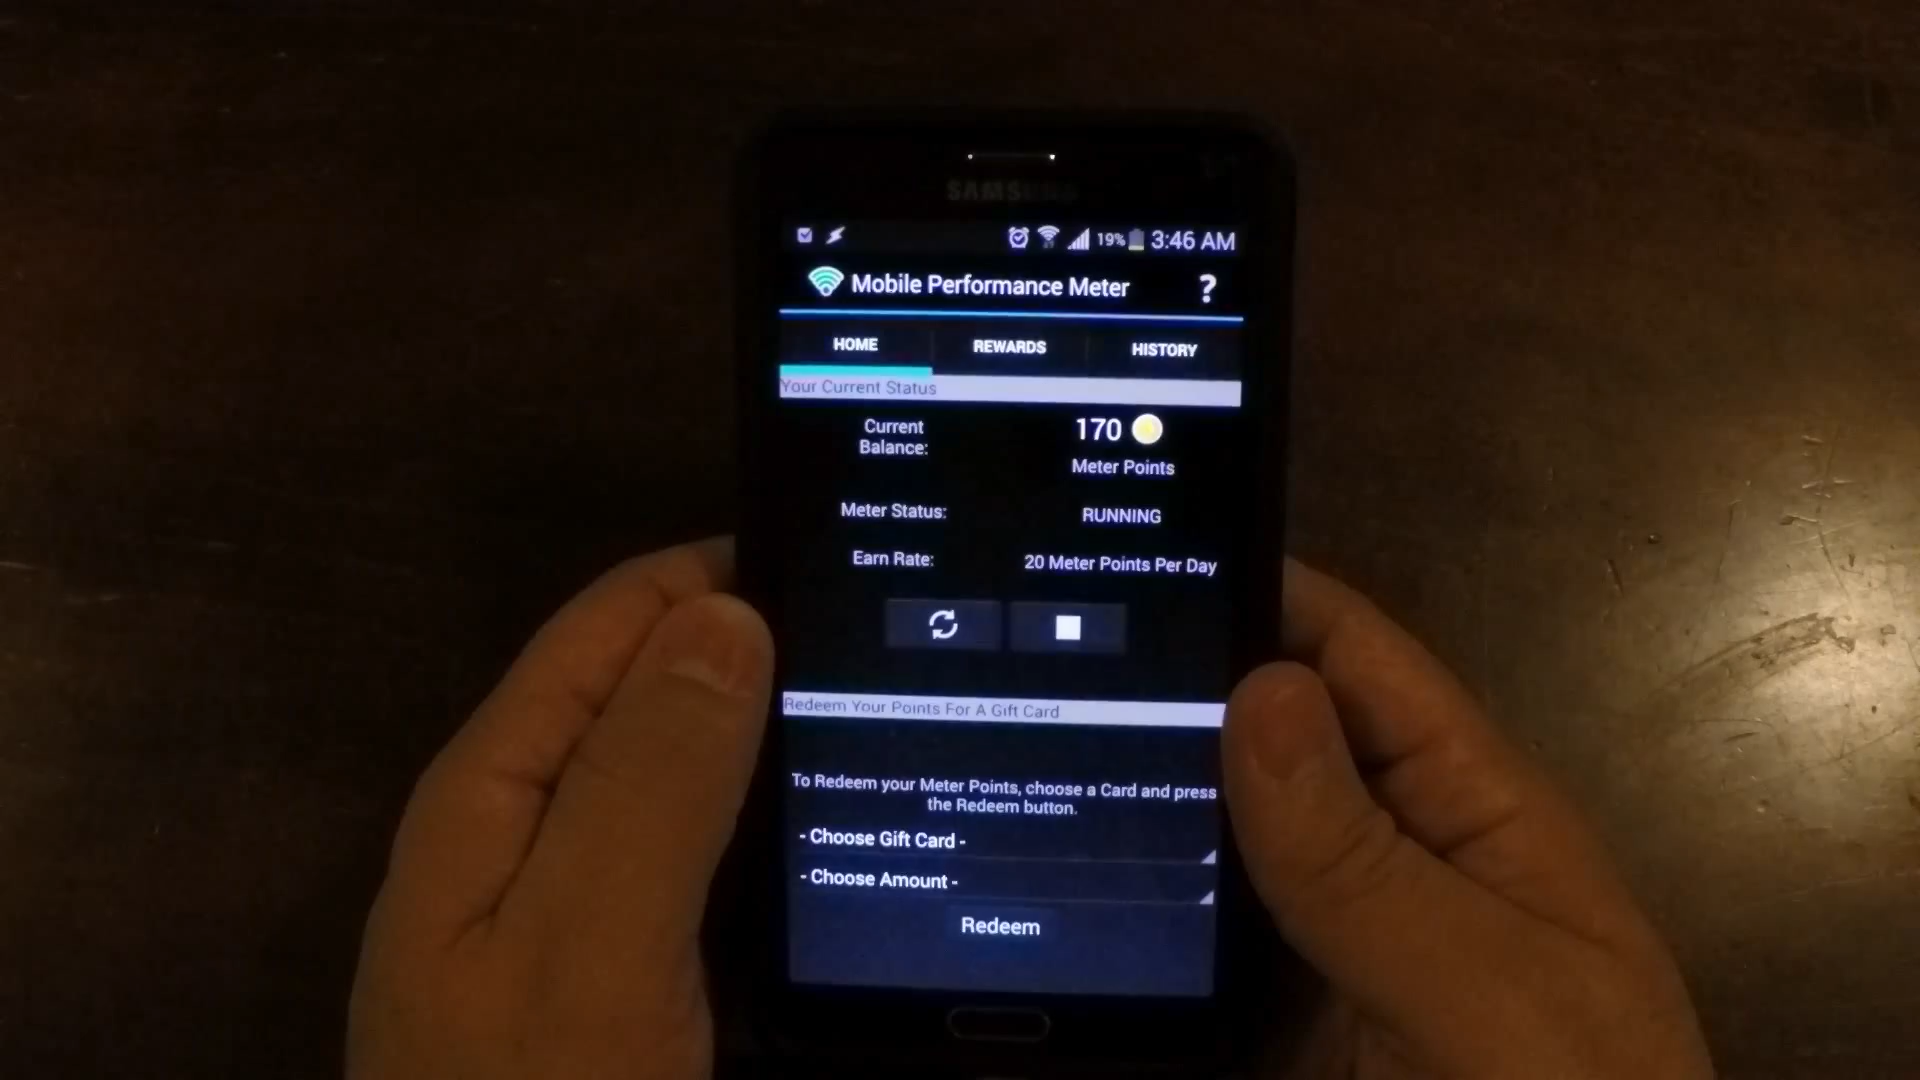 SAMSUNG
19% 3:46 AM
Mobile Performance Meter ?
HOME REWARDS HISTORY
Your Current Status
Current Balance: 170
Meter Points
Meter Status: RUNNING
Earn Rate: 20 Meter Points Per Day
Redeem Your Points For A Gift Card
To Redeem your Meter Points, choose a Card and press
the Redeem button.
- Choose Gift Card -
- Choose Amount -
Redeem